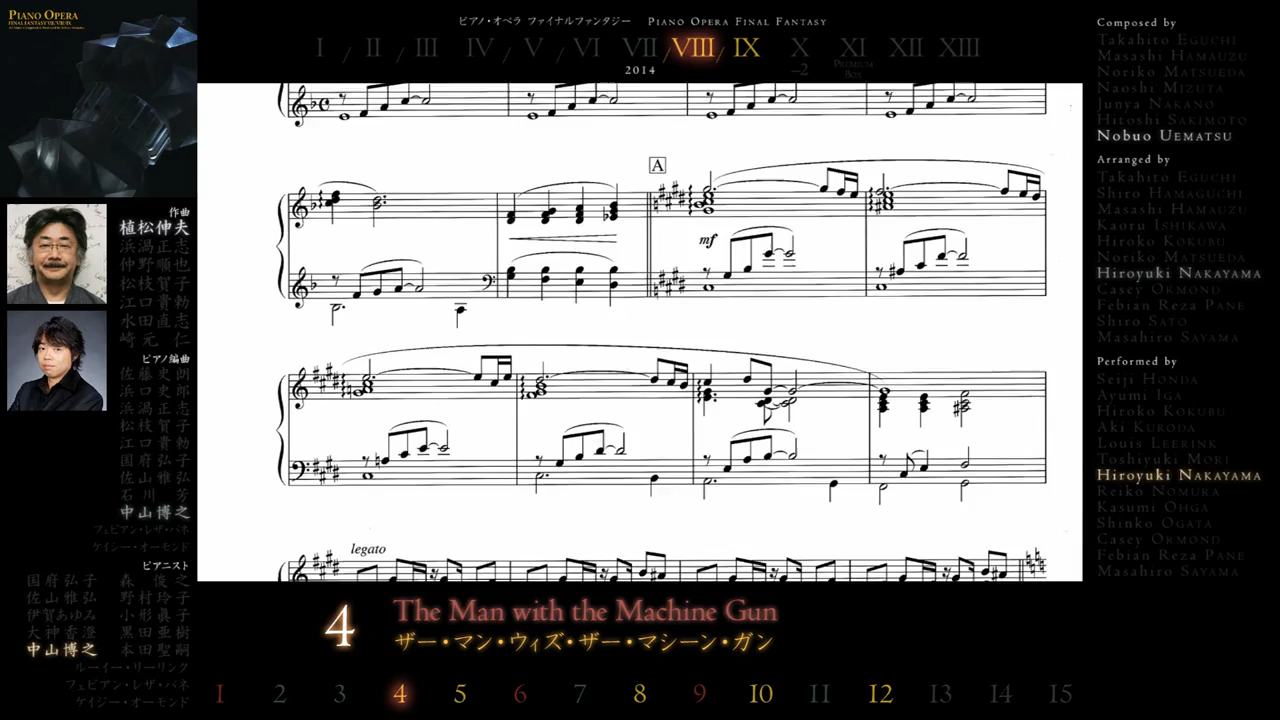 PIANO OPERA
ピアノ・オペラ ファイナルファンタジー PIANO OPERA FINAL FANTASY
I / II / III IV / V / VI VII / VIII / IX X XI XII XIII
2014
-2
PREMIUM
BOX
作曲
植松伸夫
浜渦正志
仲野順也
松枝賀子
江口貴勅
水田直志
崎元 仁
ピアノ編曲
佐藤史朗
浜口史郎
浜渦正志
松枝賀子
江口貴勅
国府弘子
佐山雅弘
石川 芳
中山博之
フェビアン・レザ・パネ
ケイシー・オーモンド
ピアニスト
国府弘子 森 俊之
佐山雅弘 野村玲子
伊賀あゆみ 小形眞子
大神香澄 黒田亜樹
中山博之 本田聖嗣
ルーイー・リーリンク
フェビアン・レザ・パネ
ケイシー・オーモンド
A
mf
legato
4 The Man with the Machine Gun
ザー・マン・ウィズ・ザー・マシーン・ガン
1 2 3 4 5 6 7 8 9 10 11 12 13 14 15
Composed by
Takahito EGUCHI
Masashi HAMAUZU
Noriko MATSUEDA
Naoshi MIZUTA
Junya NAKANO
Hitoshi SAKIMOTO
Nobuo UEMATSU
Arranged by
Takahito EGUCHI
Shiro HAMAGUCHI
Masashi HAMAUZU
Kaoru ISHIKAWA
Hiroko KOKUBU
Noriko MATSUEDA
Hiroyuki NAKAYAMA
Casey ORMOND
Febian Reza PANE
Shiro SATO
Masahiro SAYAMA
Performed by
Seiji HONDA
Ayumi IGA
Hiroko KOKUBU
Aki KURODA
Louis LEERINK
Toshiyuki MORI
Hiroyuki NAKAYAMA
Reiko NOMURA
Kasumi OHGA
Shinko OGATA
Casey ORMOND
Febian Reza PANE
Masahiro SAYAMA